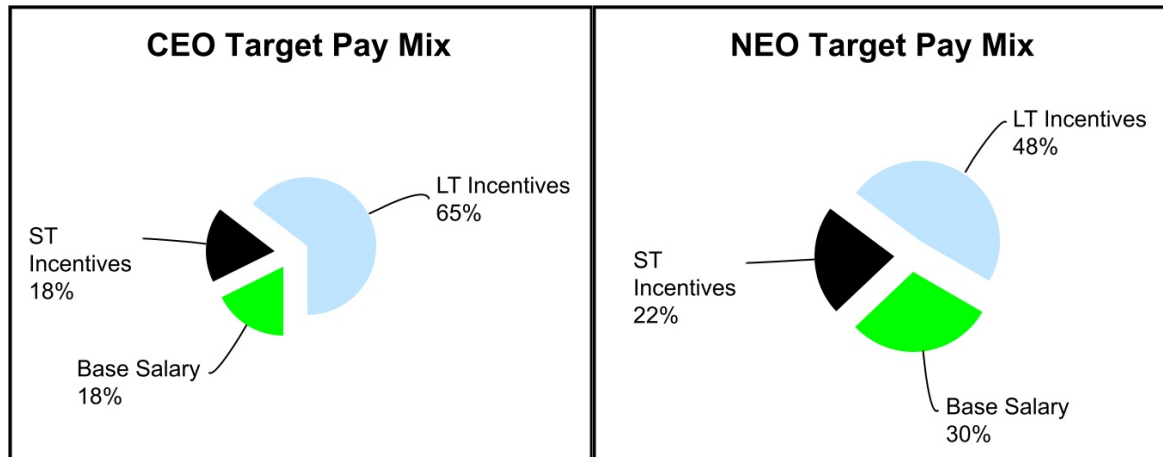 CEO Target Pay Mix
LT Incentives
65%
ST
Incentives
18%
Base Salary
18%
NEO Target Pay Mix
LT Incentives
48%
ST
Incentives
22%
Base Salary
30%